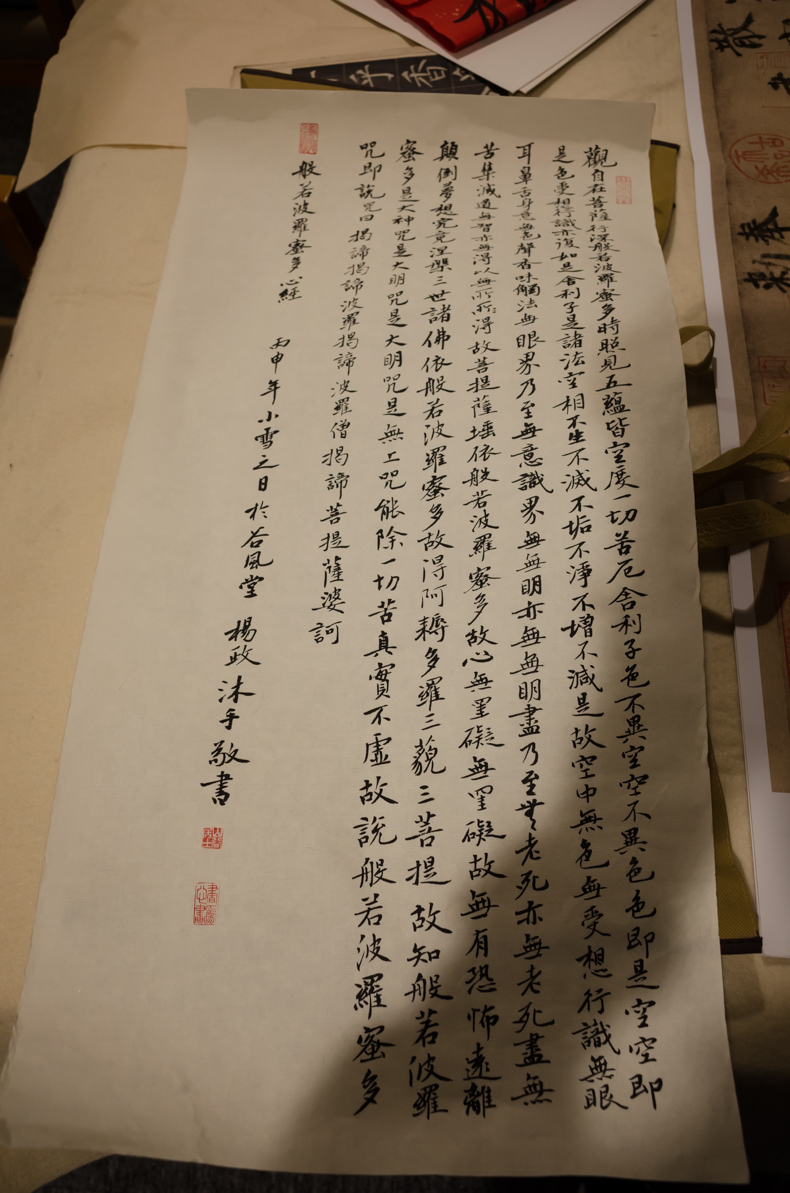 觀自在菩薩行深般若波羅蜜多時照見五蘊皆空度一切苦厄舍利子色不異空空不異色色即是空空即
是色受想行識亦復如是舍利子是諸法空相不生不滅不垢不淨不增不減是故空中無色無受想行識無眼
耳鼻舌身意無色聲香味觸法無眼界乃至無意識界無無明亦無無明盡乃至無老死亦無老死盡無
苦集滅道無智亦無得以無所所得故菩提薩埵依般若波羅蜜多故心無罣礙無罣礙故無有恐怖遠離
顛倒夢想究竟涅槃三世諸佛依般若波羅蜜多故得阿耨多羅三藐三菩提故知般若波羅
蜜多是大神咒是大明咒是大明咒是無上咒能除一切苦真實不虛故說般若波羅蜜多
咒即說咒曰揭諦揭諦波羅揭諦波羅僧揭諦菩提薩婆訶
般若波羅蜜多心經
丙申年小雪之日於谷風堂 楊政沐手敬書
乎香
散
奉